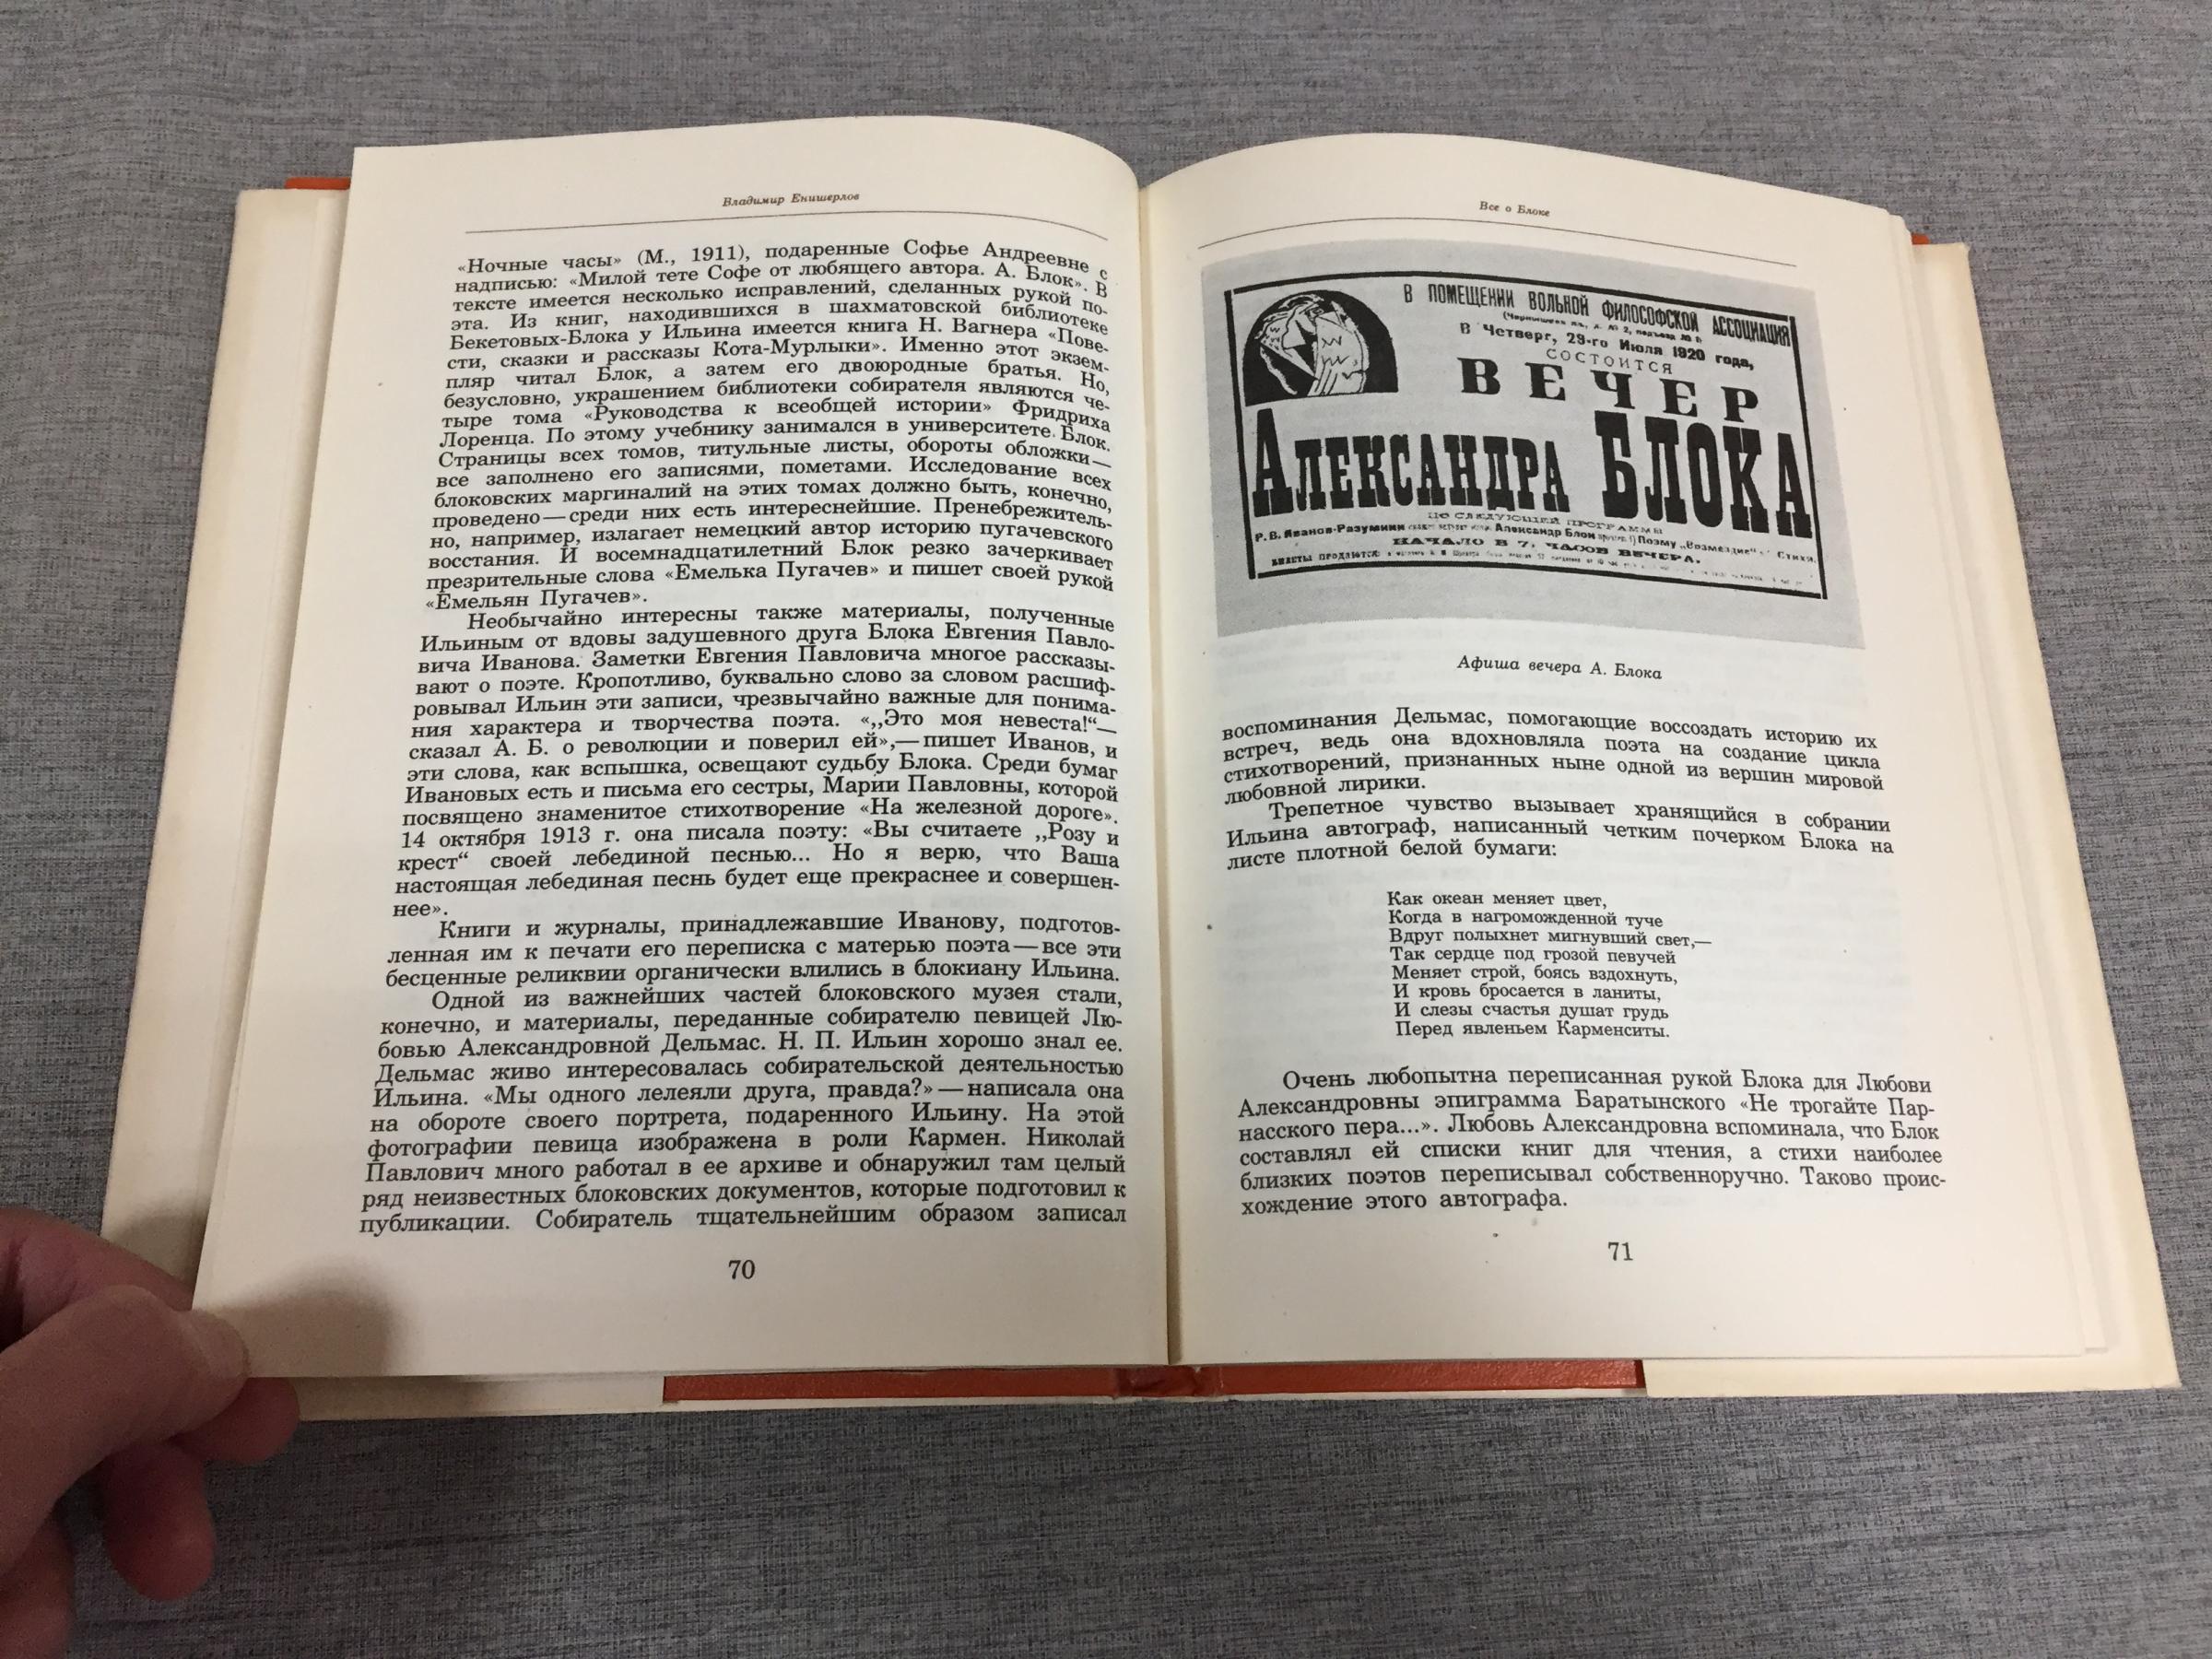 Владимир Енишерлов
«Ночные часы» (М., 1911), подаренные Софье Андреевне с
надписью: «Милой тете Софе от любящего автора. А. Блок». В
тексте имеется несколько исправлений, сделанных рукой по-
эта. Из книг, находившихся в шахматовской библиотеке
Бекетовых-Блока у Ильина имеется книга Н. Вагнера «Пове-
сти, сказки и рассказы Кота-Мурлыки». Именно этот экзем-
пляр читал Блок, а затем его двоюродные братья. Но,
безусловно, украшением библиотеки собирателя являются че-
тыре тома «Руководства к всеобщей истории» Фридриха
Лоренца. По этому учебнику занимался в университете Блок.
Страницы всех томов, титульные листы, обороты обложки—
все заполнено его записями, пометами. Исследование всех
блоковских маргиналий на этих томах должно быть, конечно,
проведено—среди них есть интереснейшие. Пренебрежитель-
но, например, излагает немецкий автор историю пугачевского
восстания. И восемнадцатилетний Блок резко зачеркивает
презрительные слова «Емелька Пугачев» и пишет своей рукой
«Емельян Пугачев».
Необычайно интересны также материалы, полученные
Ильиным от вдовы задушевного друга Блока Евгения Павло-
вича Иванова. Заметки Евгения Павловича многое рассказы-
вают о поэте. Кропотливо, буквально слово за словом расшиф-
ровывал Ильин эти записи, чрезвычайно важные для понима-
ния характера и творчества поэта. «„Это моя невеста!“—
сказал А. Б. о революции и поверил ей»,—пишет Иванов, и
эти слова, как вспышка, освещают судьбу Блока. Среди бумаг
Ивановых есть и письма его сестры, Марии Павловны, которой
посвящено знаменитое стихотворение «На железной дороге».
14 октября 1913 г. она писала поэту: «Вы считаете „Розу и
крест“ своей лебединой песнью... Но я верю, что Ваша
настоящая лебединая песнь будет еще прекраснее и совершен-
нее».
Книги и журналы, принадлежавшие Иванову, подготов-
ленная им к печати его переписка с матерью поэта—все эти
бесценные реликвии органически влились в блокиану Ильина.
Одной из важнейших частей блоковского музея стали,
конечно, и материалы, переданные собирателю певицей Лю-
бовью Александровной Дельмас. Н. П. Ильин хорошо знал ее.
Дельмас живо интересовалась собирательской деятельностью
Ильина. «Мы одного лелеяли друга, правда?»—написала она
на обороте своего портрета, подаренного Ильину. На этой
фотографии певица изображена в роли Кармен. Николай
Павлович много работал в ее архиве и обнаружил там целый
ряд неизвестных блоковских документов, которые подготовил к
публикации. Собиратель тщательнейшим образом записал
70
Все о Блоке
В ПОМЕЩЕНИИ ВОЛЬНОЙ ФИЛОСОФСКОЙ АССОЦИАЦИЯ
В Четверг, 29-го Июля 1920 года,
СОСТОИТСЯ
ВЕЧЕР
АЛЕКСАНДРА БЛОКА
ПО СЛЕДУЮЩЕЙ ПРОГРАММЫ
Р. В. Иванов-Разумник Александр Блок Поэму „Возмездие“ Стихи.
НАЧАЛО В 7, ЧАСОВ ВЕЧЕРА.
БИЛЕТЫ ПРОДАЮТСЯ:
Афиша вечера А. Блока
воспоминания Дельмас, помогающие воссоздать историю их
встреч, ведь она вдохновляла поэта на создание цикла
стихотворений, признанных ныне одной из вершин мировой
любовной лирики.
Трепетное чувство вызывает хранящийся в собрании
Ильина автограф, написанный четким почерком Блока на
листе плотной белой бумаги:
Как океан меняет цвет,
Когда в нагроможденной туче
Вдруг полыхнет мигнувший свет,—
Так сердце под грозой певучей
Меняет строй, боясь вздохнуть,
И кровь бросается в ланиты,
И слезы счастья душат грудь
Перед явленьем Карменситы.
Очень любопытна переписанная рукой Блока для Любови
Александровны эпиграмма Баратынского «Не трогайте Пар-
насского пера...». Любовь Александровна вспоминала, что Блок
составлял ей списки книг для чтения, а стихи наиболее
близких поэтов переписывал собственноручно. Таково проис-
хождение этого автографа.
71